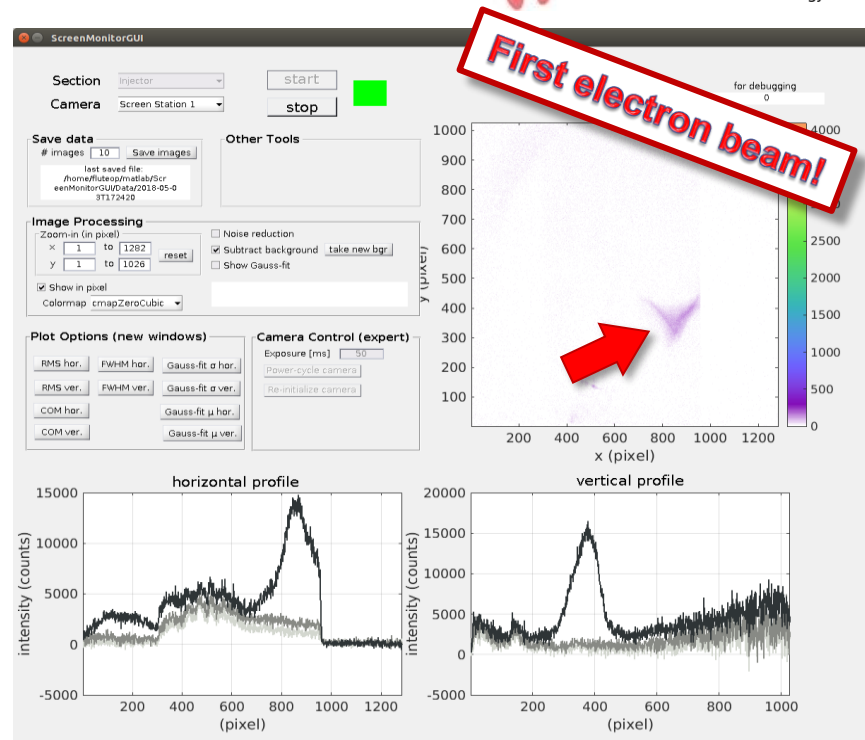 ScreenMonitorGUI
First electron beam!
Section Injector start
Camera Screen Station 1 stop
for debugging
0
Save data
# images 10 Save images
last saved file:
/home/fluteop/matlab/Scr
eenMonitorGUI/Data/2018-05-0
3T172420
Other Tools
Image Processing
Zoom-in (in pixel)
x 1 to 1282
y 1 to 1026
reset
Show in pixel
Colormap cmapZeroCubic
Noise reduction
Subtract background take new bgr
Show Gauss-fit
Plot Options (new windows)
RMS hor. FWHM hor. Gauss-fit σ hor.
RMS ver. FWHM ver. Gauss-fit σ ver.
COM hor. Gauss-fit μ hor.
COM ver. Gauss-fit μ ver.
Camera Control (expert)
Exposure [ms] 50
Power-cycle camera
Re-initialize camera
1000
900
800
700
600
500
400
300
200
100
y (pixel)
200 400 600 800 1000 1200
x (pixel)
4000
2500
2000
1500
1000
500
0
horizontal profile
15000
10000
5000
0
-5000
intensity (counts)
200 400 600 800 1000 1200
(pixel)
vertical profile
20000
15000
10000
5000
0
-5000
intensity (counts)
200 400 600 800 1000
(pixel)